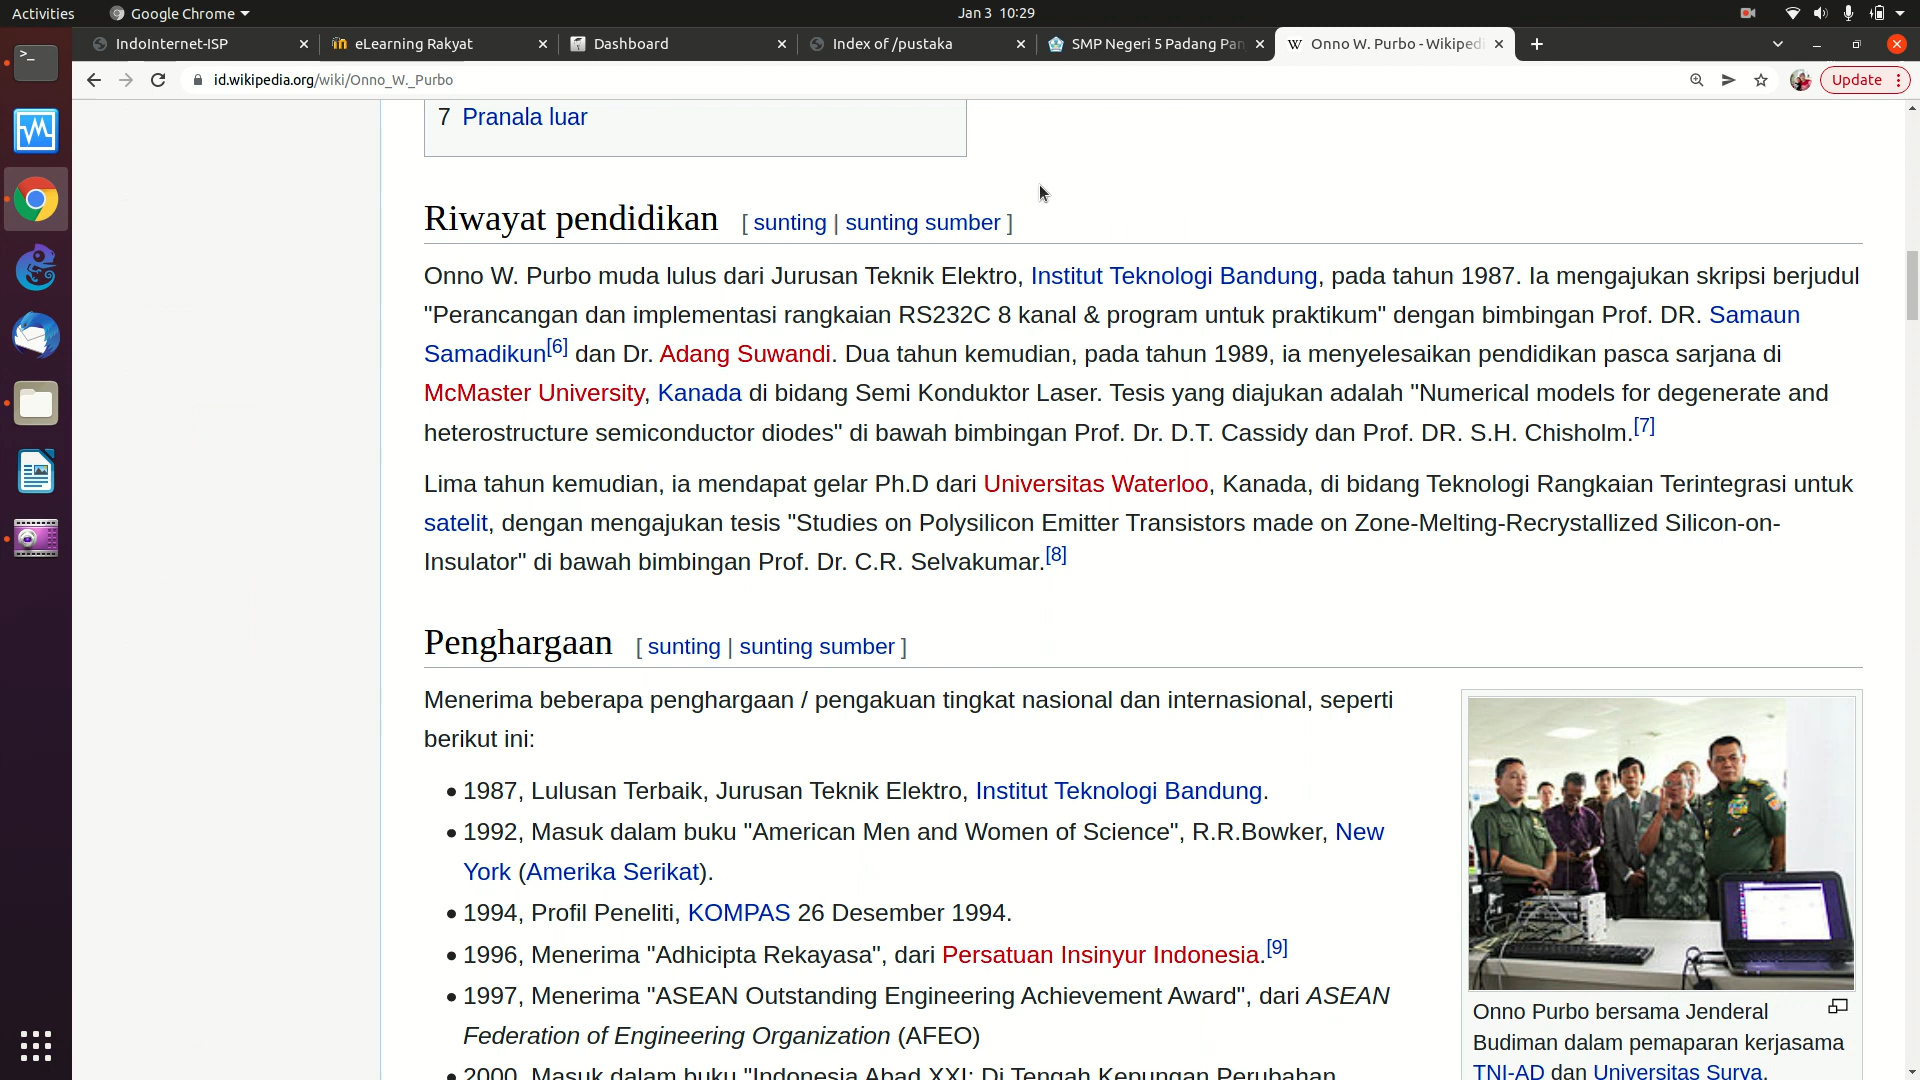 Activities
Google Chrome
Jan 3 10:29
IndoInternet-ISP
eLearning Rakyat
Dashboard
Index of /pustaka
SMP Negeri 5 Padang Pan
Onno W. Purbo - Wikiped
id.wikipedia.org/wiki/Onno_W._Purbo
Update
7 Pranala luar
Riwayat pendidikan [ sunting | sunting sumber ]
Onno W. Purbo muda lulus dari Jurusan Teknik Elektro, Institut Teknologi Bandung, pada tahun 1987. Ia mengajukan skripsi berjudul
"Perancangan dan implementasi rangkaian RS232C 8 kanal & program untuk praktikum" dengan bimbingan Prof. DR. Samaun
Samadikun[6] dan Dr. Adang Suwandi. Dua tahun kemudian, pada tahun 1989, ia menyelesaikan pendidikan pasca sarjana di
McMaster University, Kanada di bidang Semi Konduktor Laser. Tesis yang diajukan adalah "Numerical models for degenerate and
heterostructure semiconductor diodes" di bawah bimbingan Prof. Dr. D.T. Cassidy dan Prof. DR. S.H. Chisholm.[7]
Lima tahun kemudian, ia mendapat gelar Ph.D dari Universitas Waterloo, Kanada, di bidang Teknologi Rangkaian Terintegrasi untuk
satelit, dengan mengajukan tesis "Studies on Polysilicon Emitter Transistors made on Zone-Melting-Recrystallized Silicon-on-
Insulator" di bawah bimbingan Prof. Dr. C.R. Selvakumar.[8]
Penghargaan [ sunting | sunting sumber ]
Menerima beberapa penghargaan / pengakuan tingkat nasional dan internasional, seperti
berikut ini:
• 1987, Lulusan Terbaik, Jurusan Teknik Elektro, Institut Teknologi Bandung.
• 1992, Masuk dalam buku "American Men and Women of Science", R.R.Bowker, New
York (Amerika Serikat).
• 1994, Profil Peneliti, KOMPAS 26 Desember 1994.
• 1996, Menerima "Adhicipta Rekayasa", dari Persatuan Insinyur Indonesia.[9]
• 1997, Menerima "ASEAN Outstanding Engineering Achievement Award", dari ASEAN
Federation of Engineering Organization (AFEO)
• 2000, Masuk dalam buku "Indonesia Abad XXI: Di Tengah Kepungan Perubahan
Onno Purbo bersama Jenderal
Budiman dalam pemaparan kerjasama
TNI-AD dan Universitas Surya.